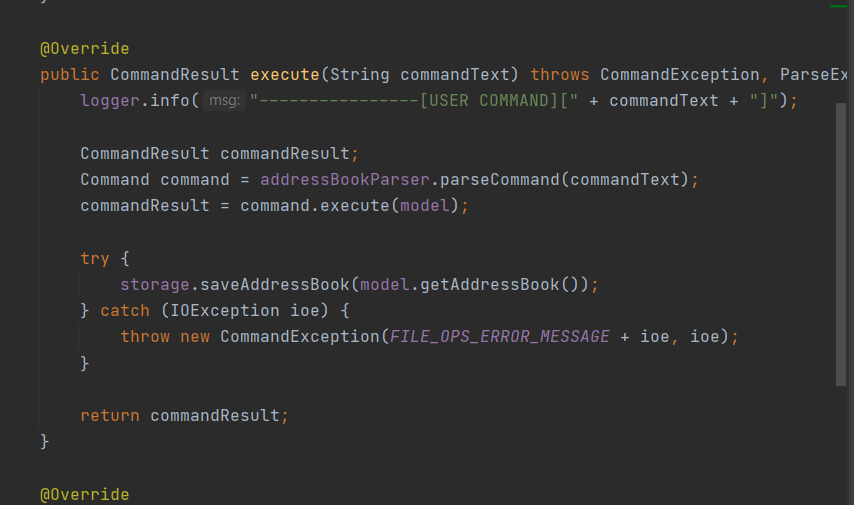 }
@Override
public CommandResult execute(String commandText) throws CommandException, ParseEx
logger.info( msg: "----------------[USER COMMAND][" + commandText + "]");
CommandResult commandResult;
Command command = addressBookParser.parseCommand(commandText);
commandResult = command.execute(model);
try {
storage.saveAddressBook(model.getAddressBook());
} catch (IOException ioe) {
throw new CommandException(FILE_OPS_ERROR_MESSAGE + ioe, ioe);
}
return commandResult;
}
@Override